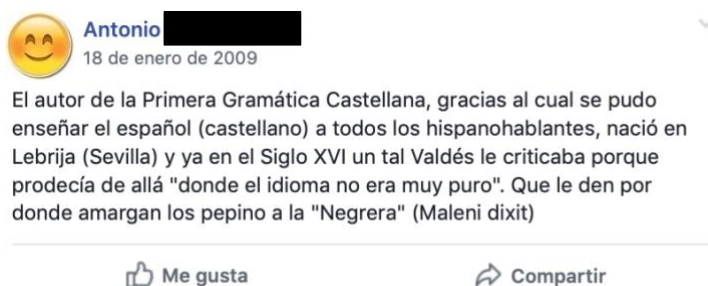 Antonio
18 de enero de 2009
El autor de la Primera Gramática Castellana, gracias al cual se pudo
enseñar el español (castellano) a todos los hispanohablantes, nació en
Lebrija (Sevilla) y ya en el Siglo XVI un tal Valdés le criticaba porque
prodecía de allá "donde el idioma no era muy puro". Que le den por
donde amargan los pepino a la "Negrera" (Maleni dixit)
Me gusta
Compartir